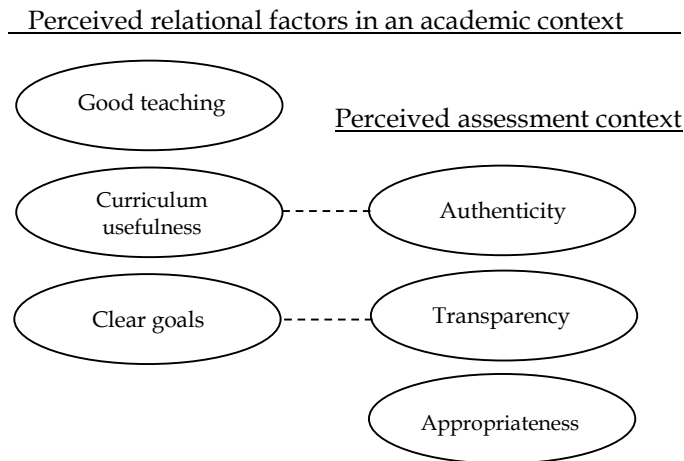 Perceived relational factors in an academic context
Good teaching
Perceived assessment context
Curriculum
usefulness
Authenticity
Clear goals
Transparency
Appropriateness